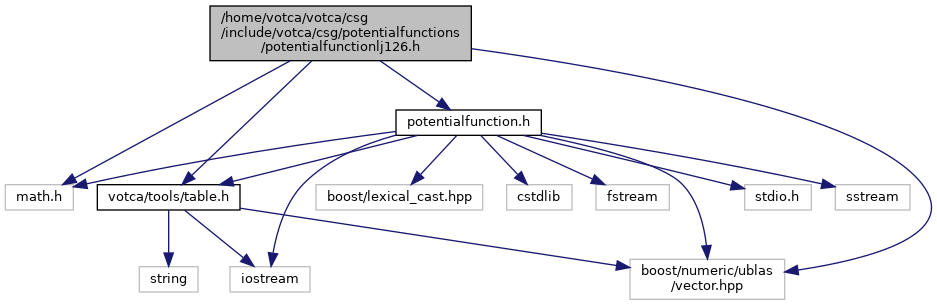 /home/votca/votca/csg
/include/votca/csg/potentialfunctions
/potentialfunctionlj126.h
potentialfunction.h
math.h
votca/tools/table.h
boost/lexical_cast.hpp
cstdlib
fstream
stdio.h
sstream
string
iostream
boost/numeric/ublas
/vector.hpp